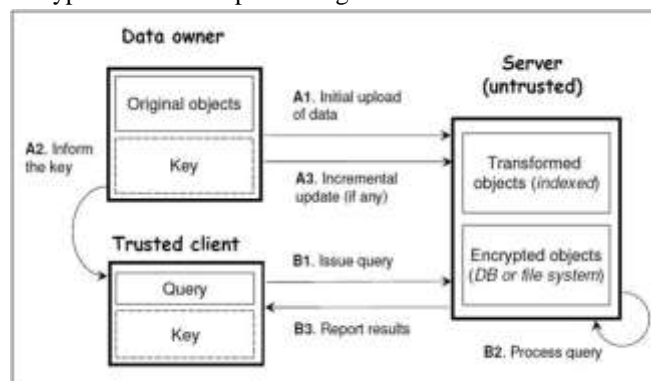 Data owner
Original objects
Key
A1. Initial upload
of data
A2. Inform
the key
A3. Incremental
update (if any)
Server
(untrusted)
Transformed
objects (indexed)
Encrypted objects
(DB or file system)
Trusted client
Query
Key
B1. Issue query
B3. Report results
B2. Process query